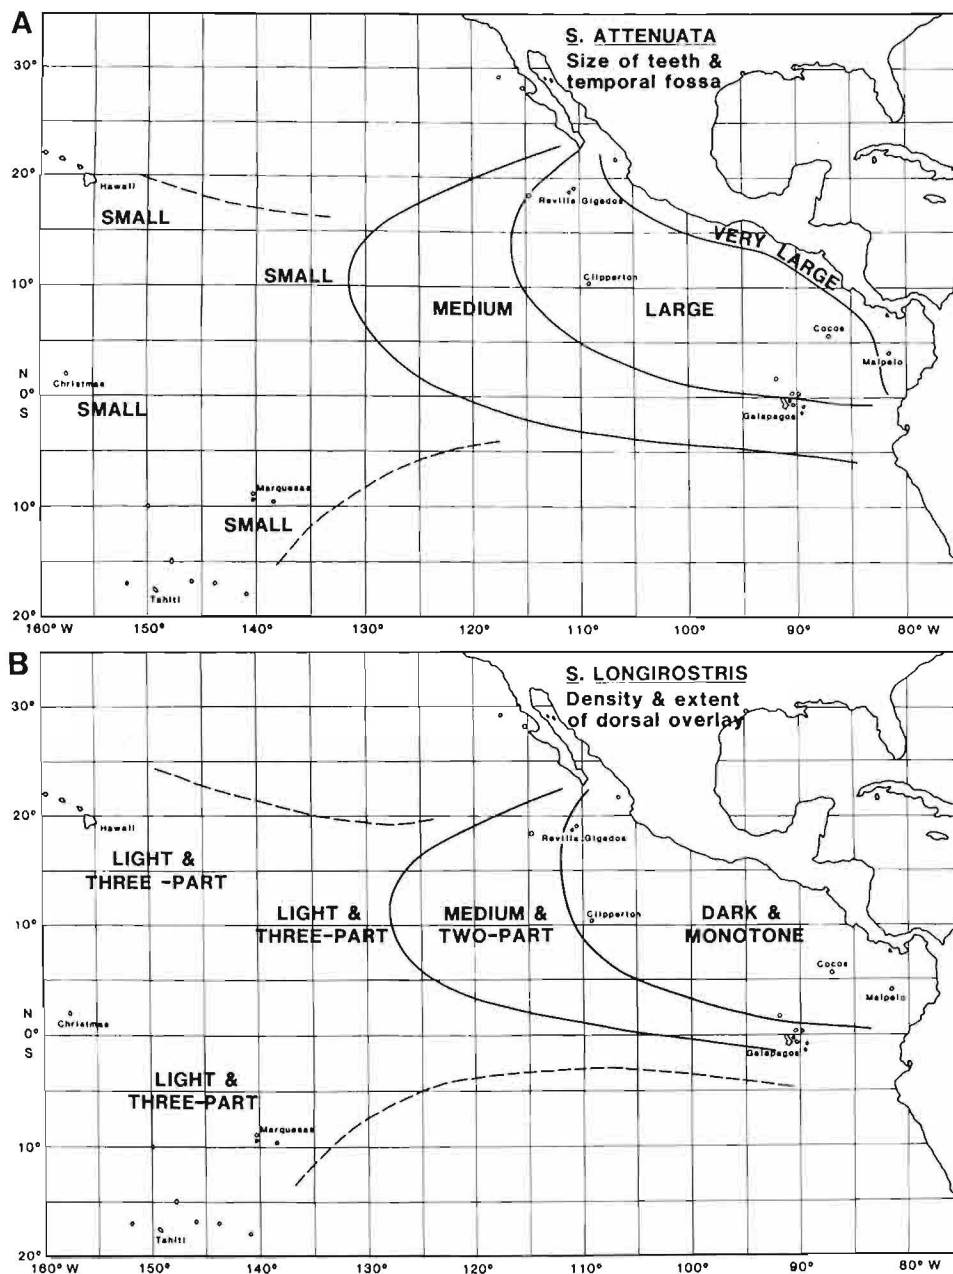 A
S. ATTENUATA
Size of teeth &
temporal fossa
30°
20°
Hawaii
SMALL
Revilla Gigedos
VERY LARGE
SMALL
10°
Clipperton
MEDIUM
LARGE
Cocos
Malpelo
N
Christmas
0°
S
SMALL
Galapagos
Marquesas
10°
SMALL
Tahiti
20°
160° W
150°
140°
130°
120°
110°
100°
90°
80°
B
S. LONGIROSTRIS
Density & extent
of dorsal overlay
30°
20°
Hawaii
Revilla Gigedos
LIGHT &
THREE -PART
LIGHT &
THREE-PART
MEDIUM &
TWO-PART
Clipperton
DARK &
MONOTONE
10°
Cocos
Malpelo
N
Christmas
0°
S
Galapagos
LIGHT &
THREE-PART
Marquesas
10°
Tahiti
20°
160° W
150°
140°
130°
120°
110°
100°
90°
80°